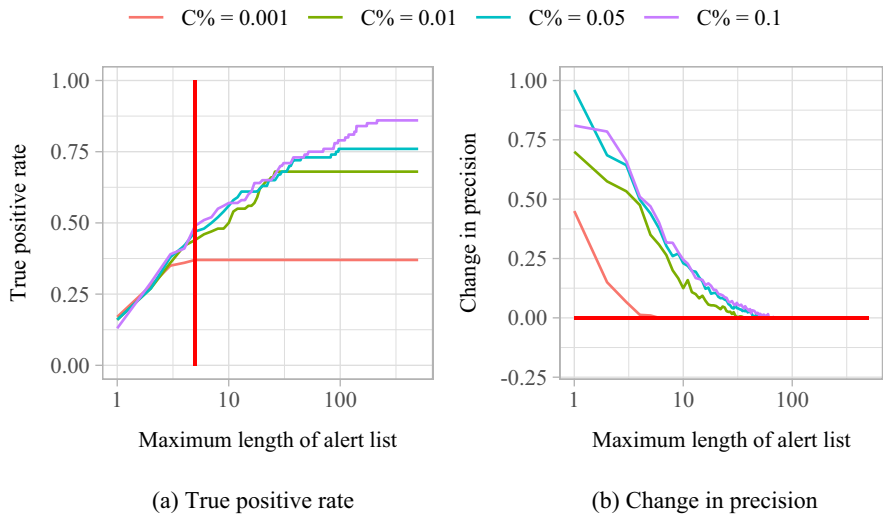 C% = 0.001 C% = 0.01 C% = 0.05 C% = 0.1
True positive rate
1.00
0.75
0.50
0.25
0.00
1 10 100
Maximum length of alert list
(a) True positive rate
Change in precision
1.00
0.75
0.50
0.25
0.00
-0.25
1 10 100
Maximum length of alert list
(b) Change in precision